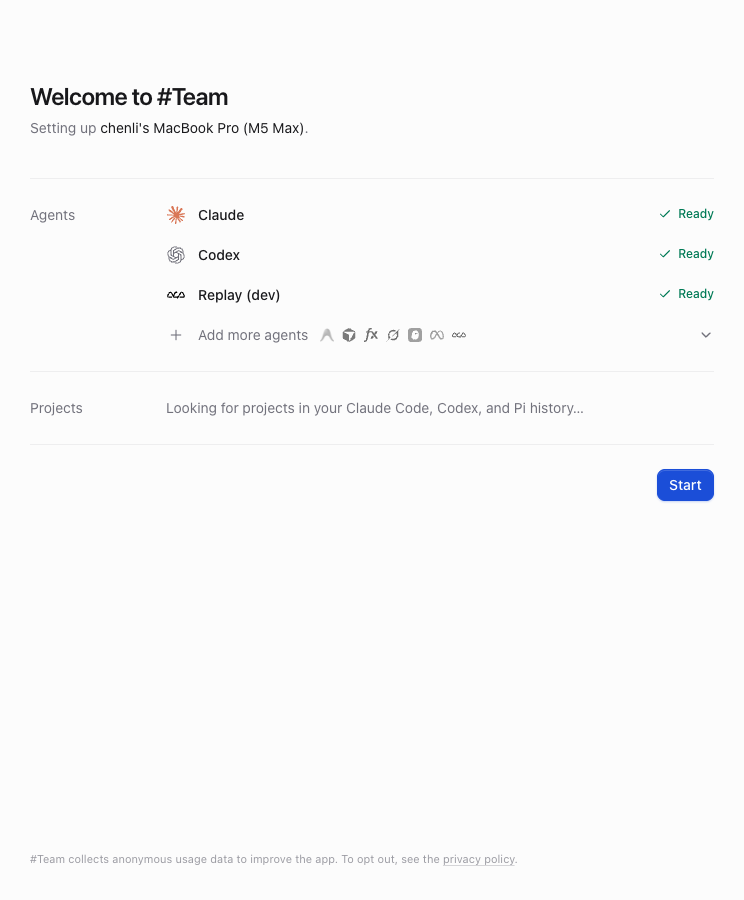 Welcome to #Team
Setting up chenli's MacBook Pro (M5 Max).
Agents
Claude
Ready
Codex
Ready
Replay (dev)
Ready
Add more agents
Projects
Looking for projects in your Claude Code, Codex, and Pi history...
Start
#Team collects anonymous usage data to improve the app. To opt out, see the privacy policy.